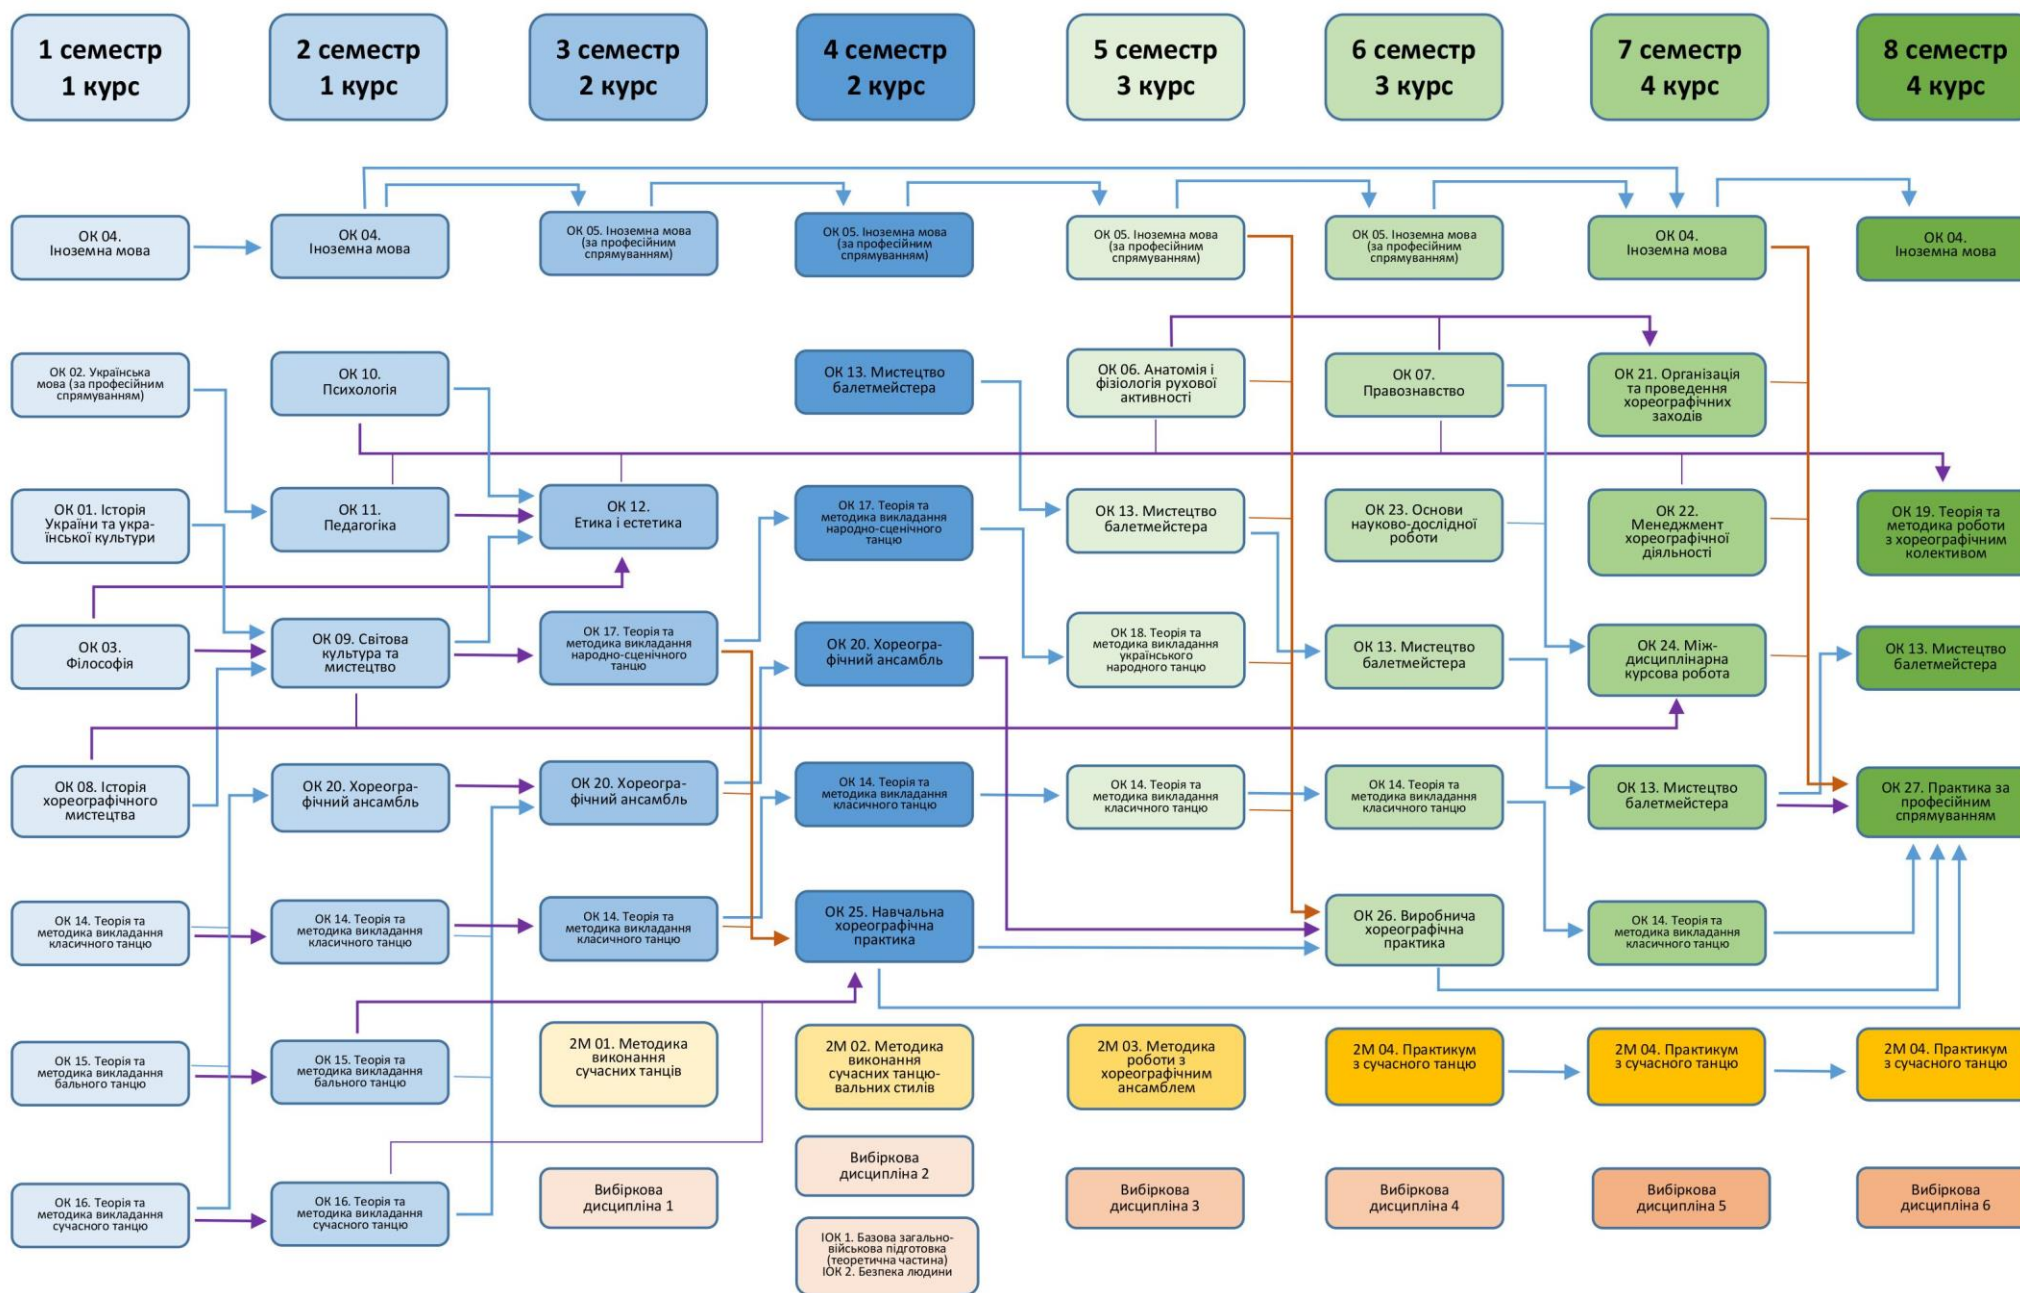 1 семестр
1 курс
2 семестр
1 курс
3 семестр
2 курс
4 семестр
2 курс
5 семестр
3 курс
6 семестр
3 курс
7 семестр
4 курс
8 семестр
4 курс
ОК 04.
Іноземна мова
ОК 04.
Іноземна мова
ОК 05. Іноземна мова
(за професійним
спрямуванням)
ОК 05. Іноземна мова
(за професійним
спрямуванням)
ОК 05. Іноземна мова
(за професійним
спрямуванням)
ОК 05. Іноземна мова
(за професійним
спрямуванням)
ОК 04.
Іноземна мова
ОК 04.
Іноземна мова
ОК 02. Українська
мова (за професійним
спрямуванням)
ОК 10.
Психологія
ОК 13. Мистецтво
балетмейстера
ОК 06. Анатомія і
фізіологія рухової
активності
ОК 07.
Правознавство
ОК 21. Організація
та проведення
хореографічних
заходів
ОК 01. Історія
України та укра-
їнської культури
ОК 11.
Педагогіка
ОК 12.
Етика і естетика
ОК 17. Теорія та
методика викладання
народно-сценічного
танцю
ОК 13. Мистецтво
балетмейстера
ОК 23. Основи
науково-дослідної
роботи
ОК 22.
Менеджмент
хореографічної
діяльності
ОК 19. Теорія та
методика роботи
з хореографічним
колективом
ОК 03.
Філософія
ОК 09. Світова
культура та
мистецтво
ОК 17. Теорія та
методика викладання
народно-сценічного
танцю
ОК 20. Хореогра-
фічний ансамбль
ОК 18. Теорія та
методика викладання
українського
народного танцю
ОК 13. Мистецтво
балетмейстера
ОК 24. Між-
дисциплінарна
курсова робота
ОК 13. Мистецтво
балетмейстера
ОК 08. Історія
хореографічного
мистецтва
ОК 20. Хореогра-
фічний ансамбль
ОК 20. Хореогра-
фічний ансамбль
ОК 14. Теорія та
методика викладання
класичного танцю
ОК 14. Теорія та
методика викладання
класичного танцю
ОК 14. Теорія та
методика викладання
класичного танцю
ОК 13. Мистецтво
балетмейстера
ОК 27. Практика за
професійним
спрямуванням
ОК 14. Теорія та
методика викладання
класичного танцю
ОК 14. Теорія та
методика викладання
класичного танцю
ОК 14. Теорія та
методика викладання
класичного танцю
ОК 25. Навчальна
хореографічна
практика
ОК 26. Виробнича
хореографічна
практика
ОК 14. Теорія та
методика викладання
класичного танцю
ОК 15. Теорія та
методика викладання
бального танцю
ОК 15. Теорія та
методика викладання
бального танцю
2М 01. Методика
виконання
сучасних танців
2М 02. Методика
виконання
сучасних танцю-
вальних стилів
2М 03. Методика
роботи з
хореографічним
ансамблем
2М 04. Практикум
з сучасного танцю
2М 04. Практикум
з сучасного танцю
2М 04. Практикум
з сучасного танцю
ОК 16. Теорія та
методика викладання
сучасного танцю
ОК 16. Теорія та
методика викладання
сучасного танцю
Вибіркова
дисципліна 1
Вибіркова
дисципліна 2
Вибіркова
дисципліна 3
Вибіркова
дисципліна 4
Вибіркова
дисципліна 5
Вибіркова
дисципліна 6
ІОК 1. Базова загально-
військова підготовка
(теоретична частина)
ІОК 2. Безпека людини